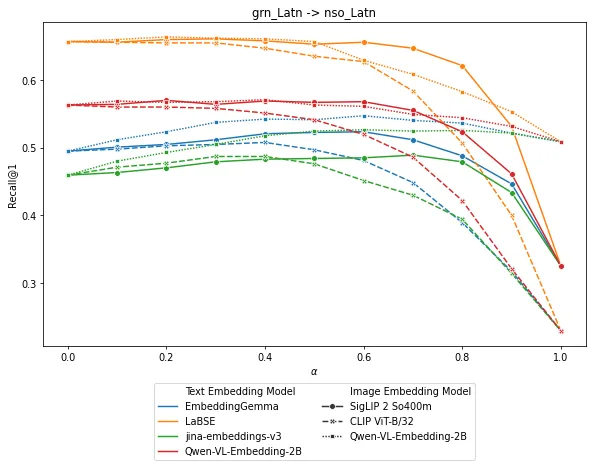 grn_Latn -> nso_Latn
Recall@1
0.6
0.5
0.4
0.3
0.0 0.2 0.4 0.6 0.8 1.0
α
Text Embedding Model Image Embedding Model
EmbeddingGemma SigLIP 2 So400m
LaBSE CLIP ViT-B/32
jina-embeddings-v3 Qwen-VL-Embedding-2B
Qwen-VL-Embedding-2B